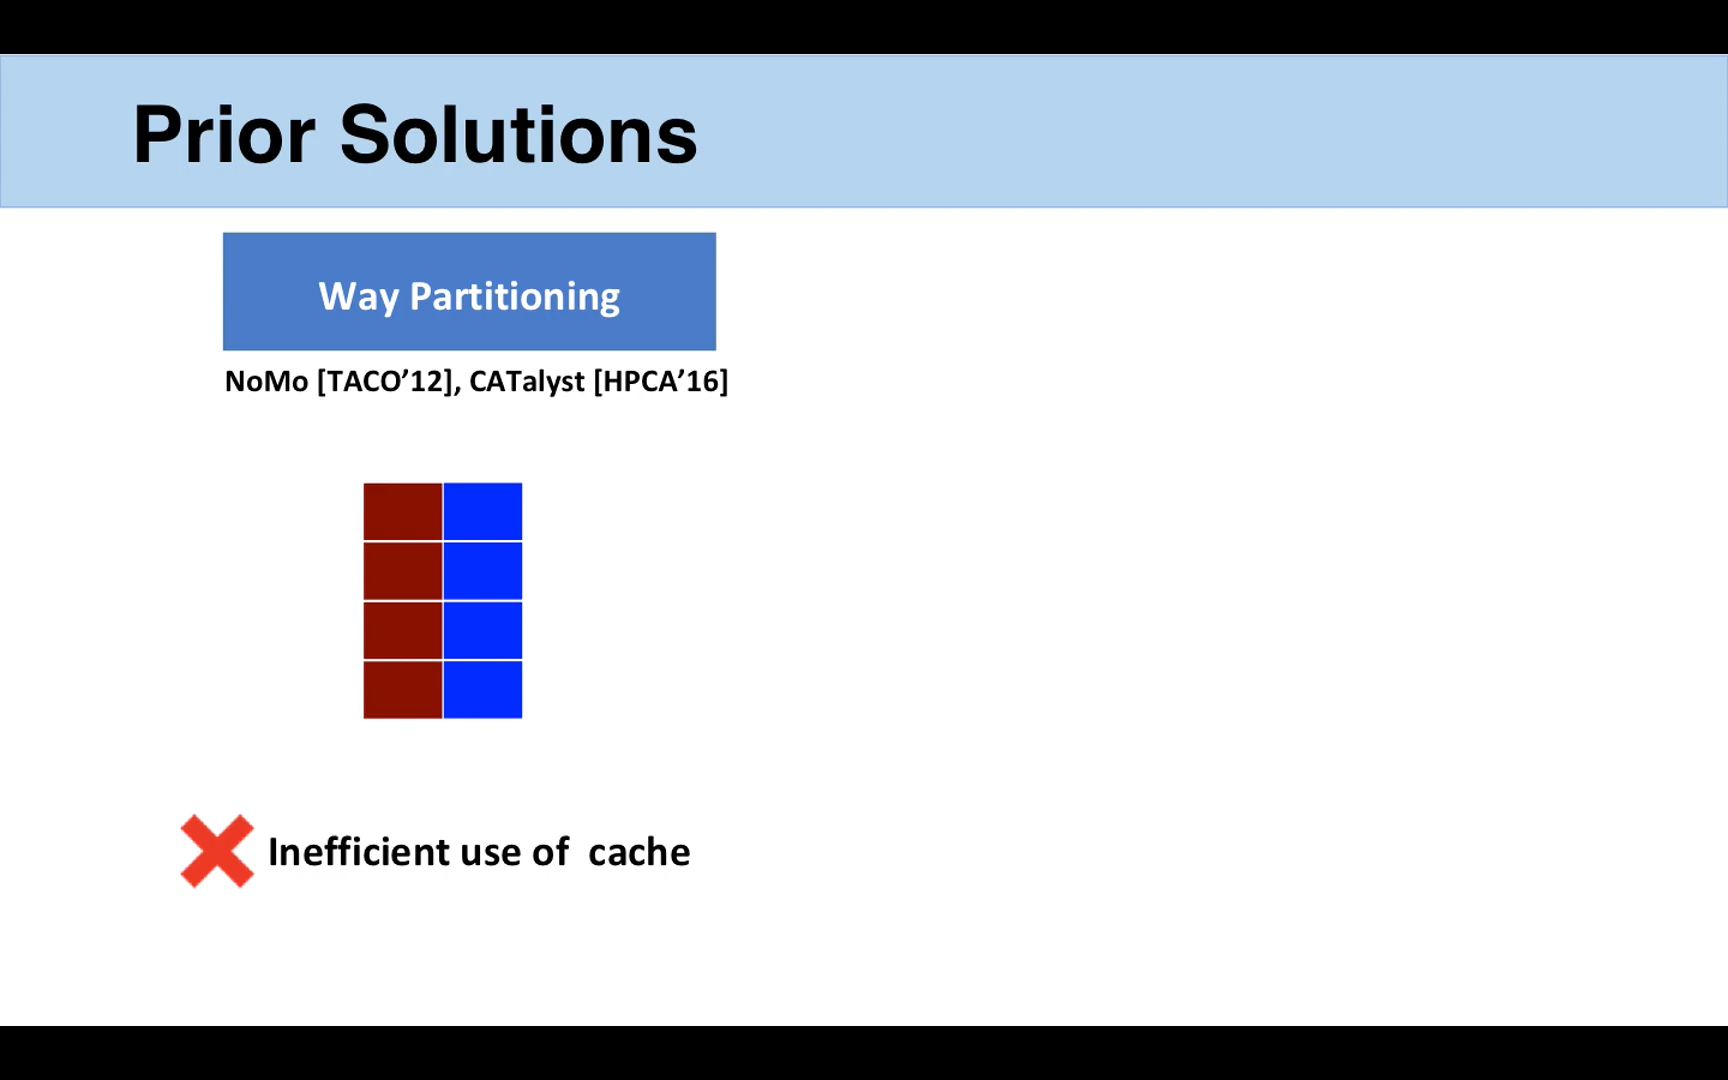 Prior Solutions
Way Partitioning
NoMo [TACO’12], CATalyst [HPCA’16]
Inefficient use of  cache